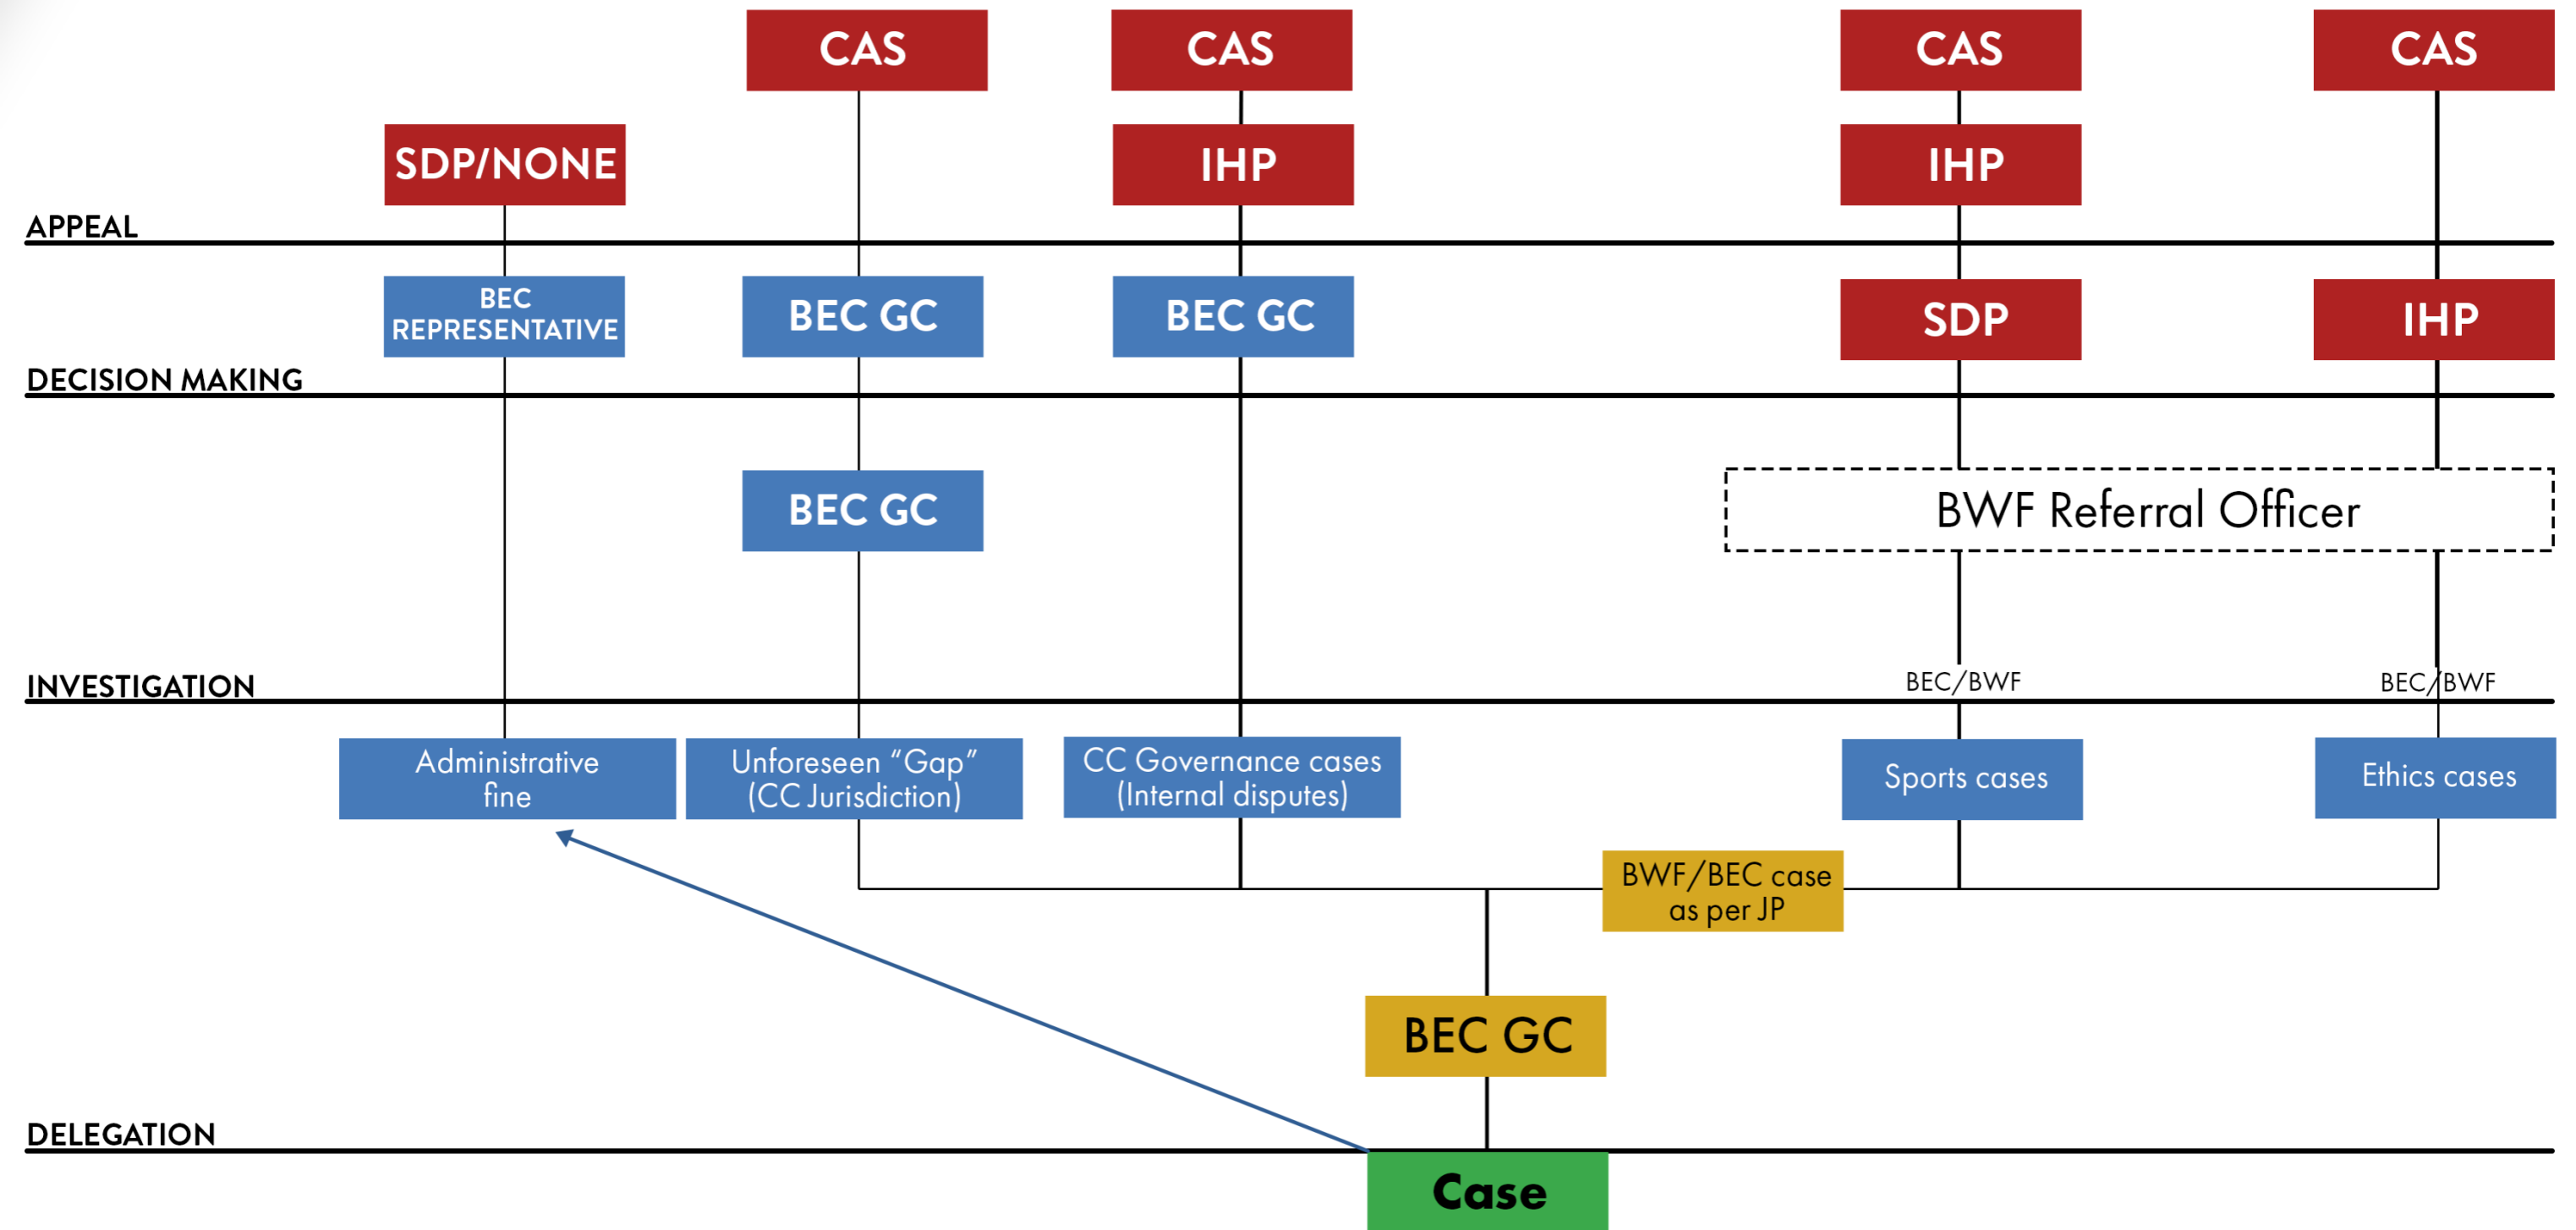 CAS
CAS
CAS
CAS
SDP/NONE
IHP
IHP
APPEAL
BEC
REPRESENTATIVE
BEC GC
BEC GC
SDP
IHP
DECISION MAKING
BEC GC
BWF Referral Officer
INVESTIGATION
BEC/BWF
BEC/BWF
Administrative
fine
Unforeseen “Gap”
(CC Jurisdiction)
CC Governance cases
(Internal disputes)
Sports cases
Ethics cases
BWF/BEC case
as per JP
BEC GC
DELEGATION
Case